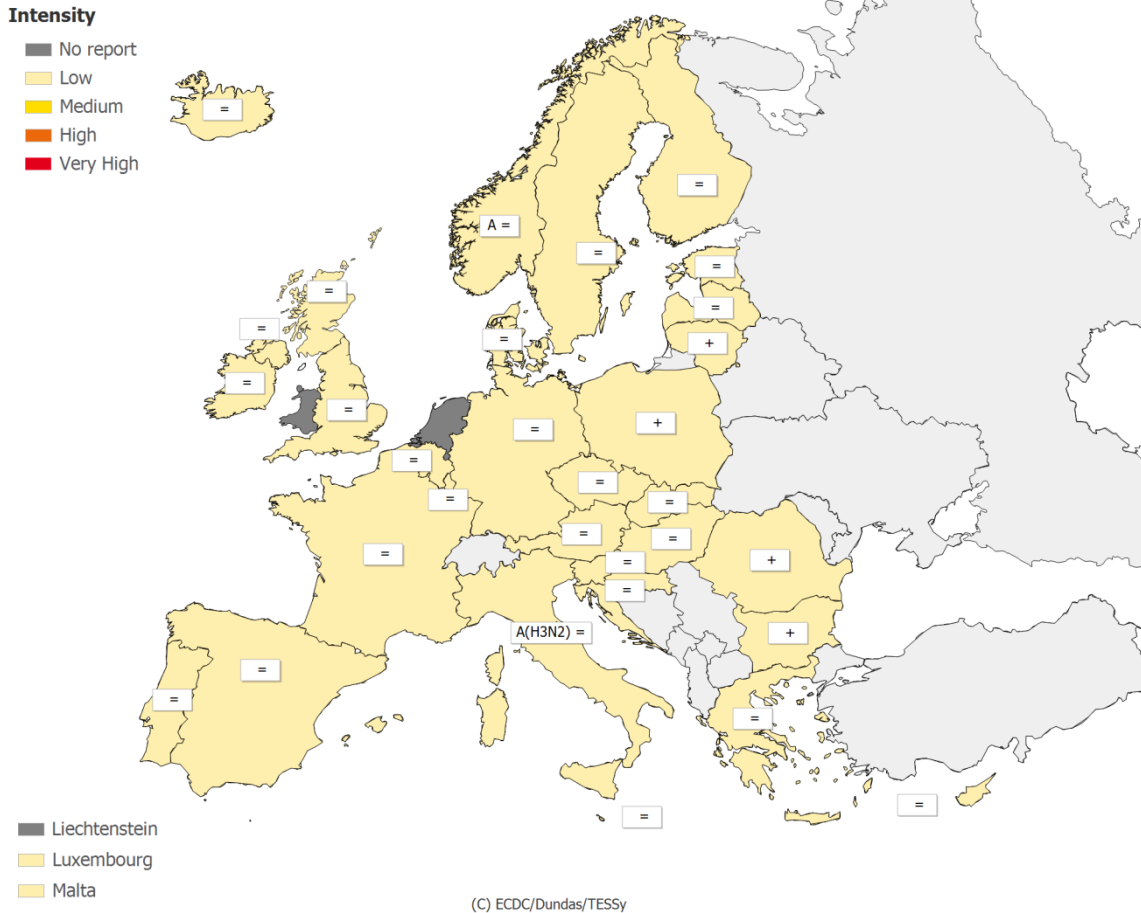 Intensity
No report
Low
Medium
High
Very High
=
=
A =
=
=
=
=
=
=
+
=
=
=
+
=
=
=
=
=
=
=
=
+
=
A(H3N2) =
+
=
=
=
=
=
Liechtenstein
Luxembourg
Malta
(C) ECDC/Dundas/TESSy